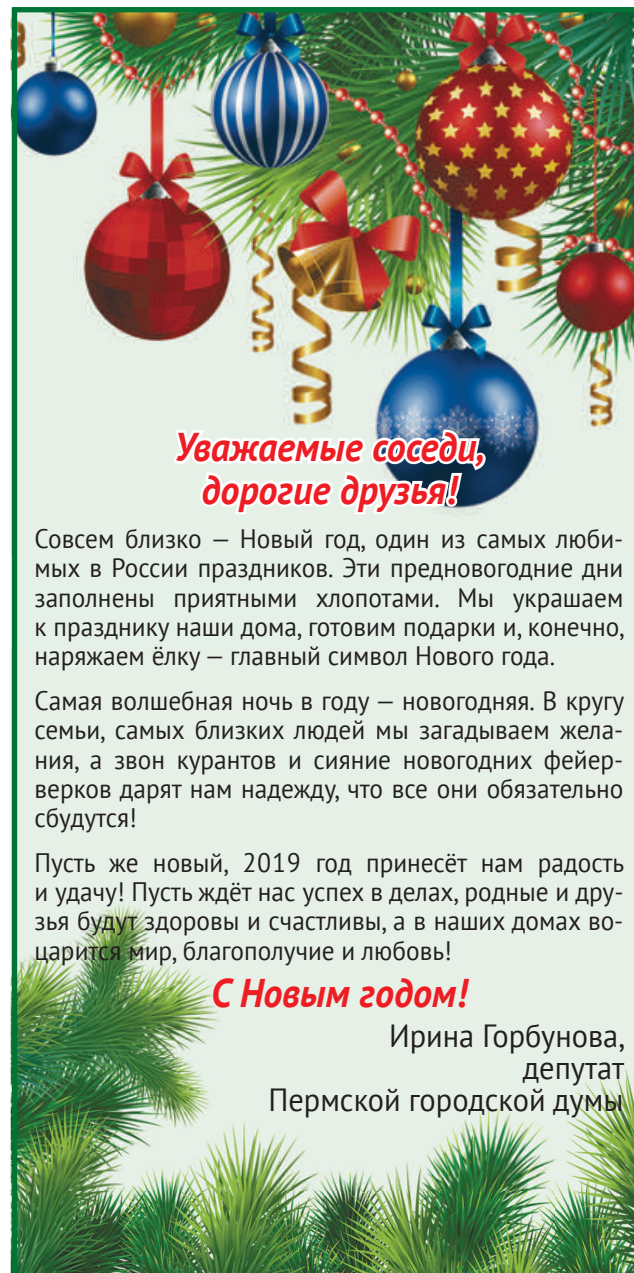 Уважаемые соседи,
дорогие друзья!
Совсем близко — Новый год, один из самых люби-
мых в России праздников. Эти предновогодние дни
заполнены приятными хлопотами. Мы украшаем
к празднику наши дома, готовим подарки и, конечно,
наряжаем ёлку — главный символ Нового года.
Самая волшебная ночь в году — новогодняя. В кругу
семьи, самых близких людей мы загадываем жела-
ния, а звон курантов и сияние новогодних фейер-
верков дарят нам надежду, что все они обязательно
сбудутся!
Пусть же новый, 2019 год принесёт нам радость
и удачу! Пусть ждёт нас успех в делах, родные и дру-
зья будут здоровы и счастливы, а в наших домах во-
царится мир, благополучие и любовь!
С Новым годом!
Ирина Горбунова,
депутат
Пермской городской думы